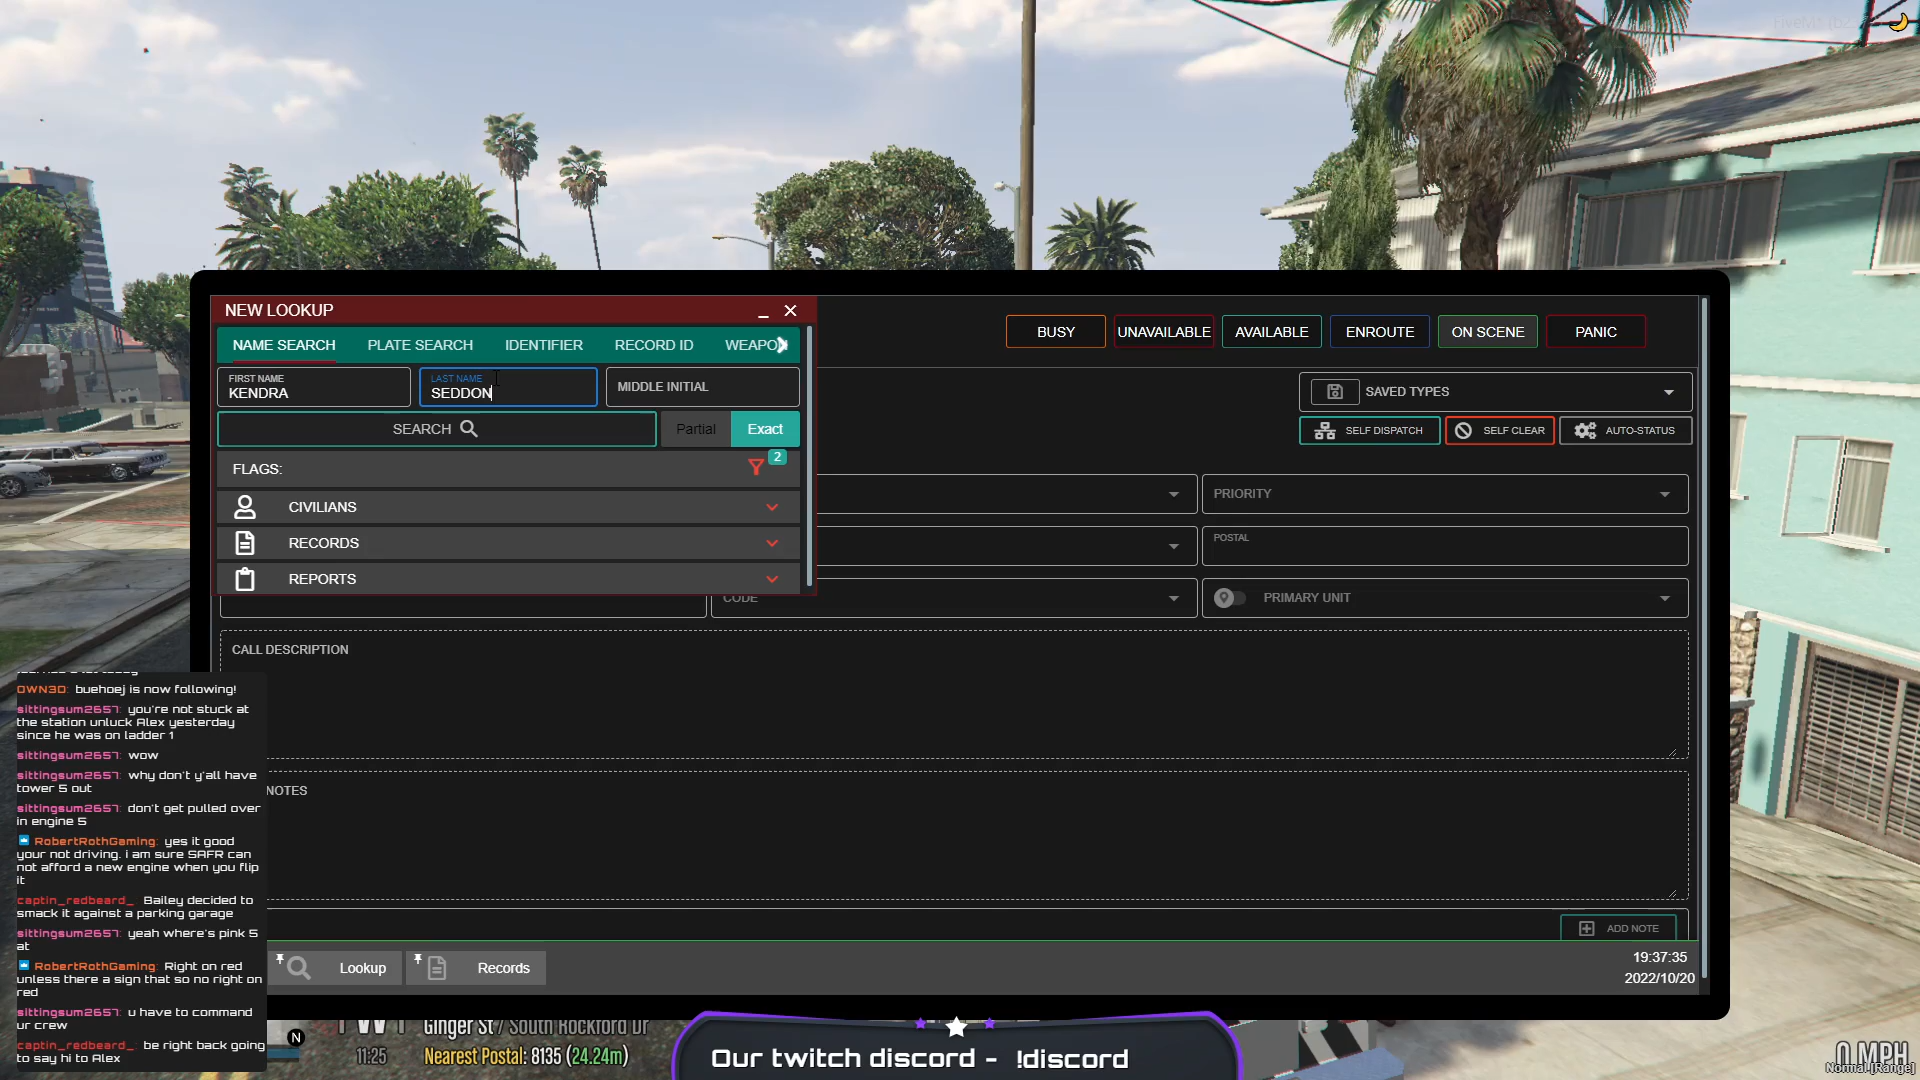 NEW LOOKUP
NAME SEARCH PLATE SEARCH IDENTIFIER RECORD ID WEAPON
FIRST NAME
KENDRA
LAST NAME
SEDDON
MIDDLE INITIAL
SEARCH Partial Exact
FLAGS: 2
CIVILIANS
RECORDS
REPORTS
BUSY UNAVAILABLE AVAILABLE ENROUTE ON SCENE PANIC
SAVED TYPES
SELF DISPATCH SELF CLEAR AUTO-STATUS
PRIORITY
POSTAL
CODE PRIMARY UNIT
CALL DESCRIPTION
NOTES
ADD NOTE
Lookup Records
19:37:35
2022/10/20
OWN3D: buehoej is now following!
sittingsum2657: you're not stuck at
the station unluck Alex yesterday
since he was on ladder 1
sittingsum2657: wow
sittingsum2657: why don't y'all have
tower 5 out
sittingsum2657: don't get pulled over
in engine 5
RobertRothGaming: yes it good
your not driving. i am sure SAFR can
not afford a new engine when you flip
it
captin_redbeard_: Bailey decided to
smack it against a parking garage
sittingsum2657: yeah where's pink 5
at
RobertRothGaming: Right on red
unless there a sign that so no right on
red
sittingsum2657: u have to command
ur crew
captin_redbeard_: be right back going
to say hi to Alex
N
Ginger St / South Rockford Dr
11:25
Nearest Postal: 8135 (24.24m)
Our twitch discord - !discord
0 MPH
Normal [Range]